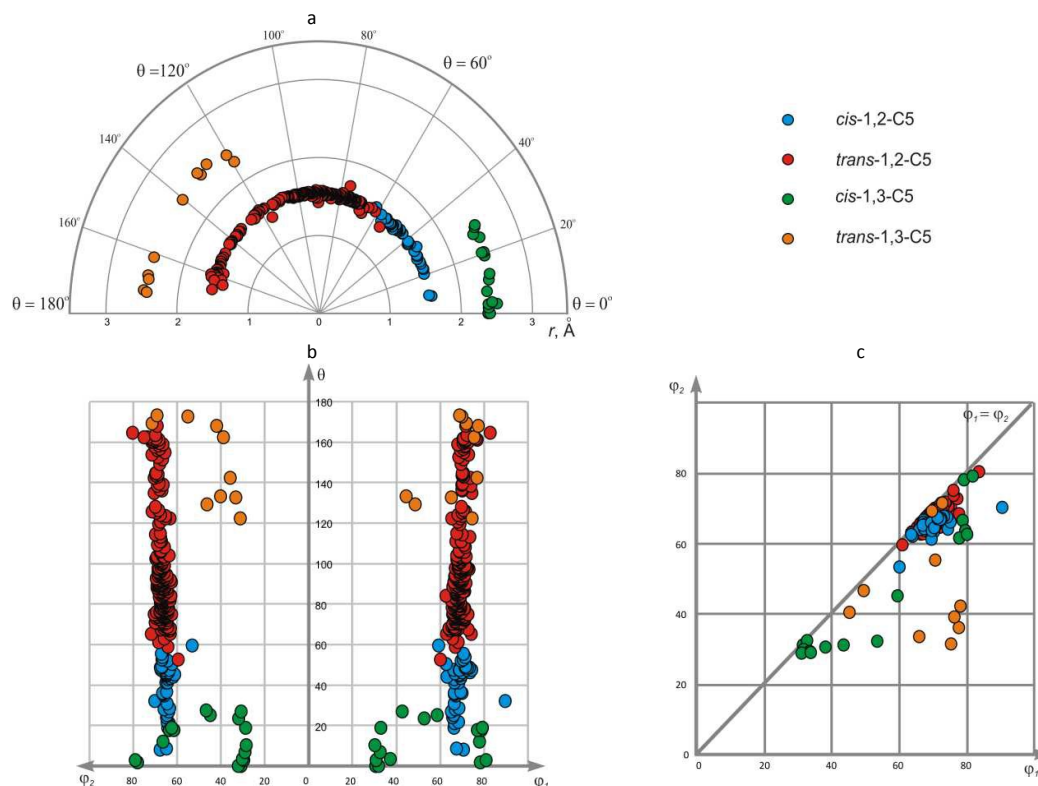 a
100°
80°
θ =120°
θ =60°
140°
40°
160°
20°
θ = 180°
θ = 0°
3 2 1 0 1 2 3
r, Å
cis-1,2-C5
trans-1,2-C5
cis-1,3-C5
trans-1,3-C5
b
θ
180
160
140
120
100
80
60
40
20
φ₂ 80 60 40 20 0 20 40 60 80 φ₁
c
φ₂
φ₁ = φ₂
80
60
40
20
0
0 20 40 60 80 φ₁